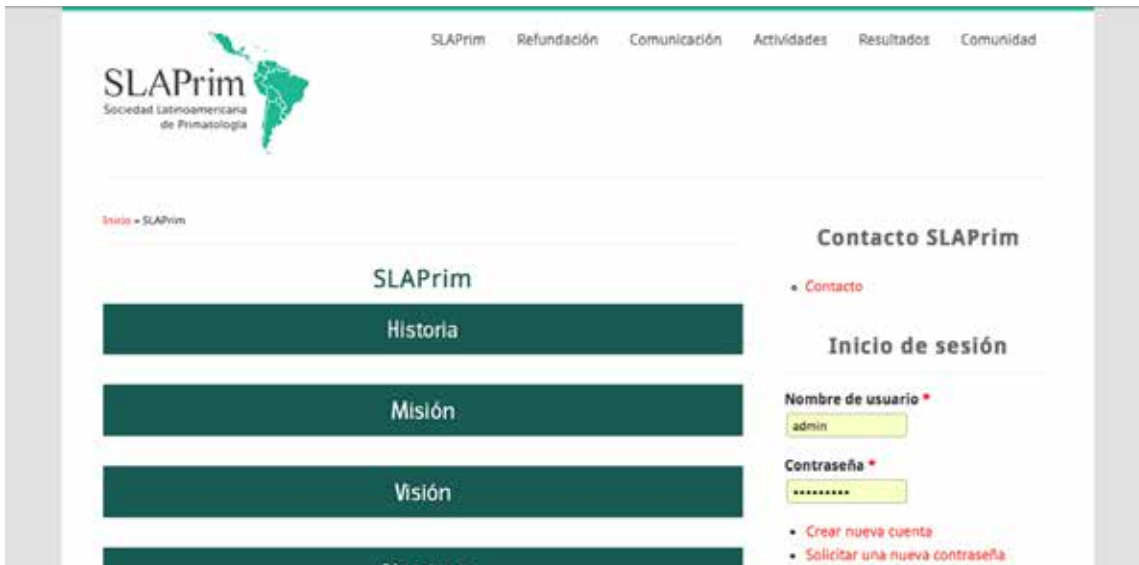 SLAPrim Refundación Comunicación Actividades Resultados Comunidad
SLAPrim
Sociedad Latinoamericana
de Primatología
Inicio » SLAPrim
SLAPrim
Historia
Misión
Visión
Contacto SLAPrim
Contacto
Inicio de sesión
Nombre de usuario *
admin
Contraseña *
•••••••••
Crear nueva cuenta
Solicitar una nueva contraseña